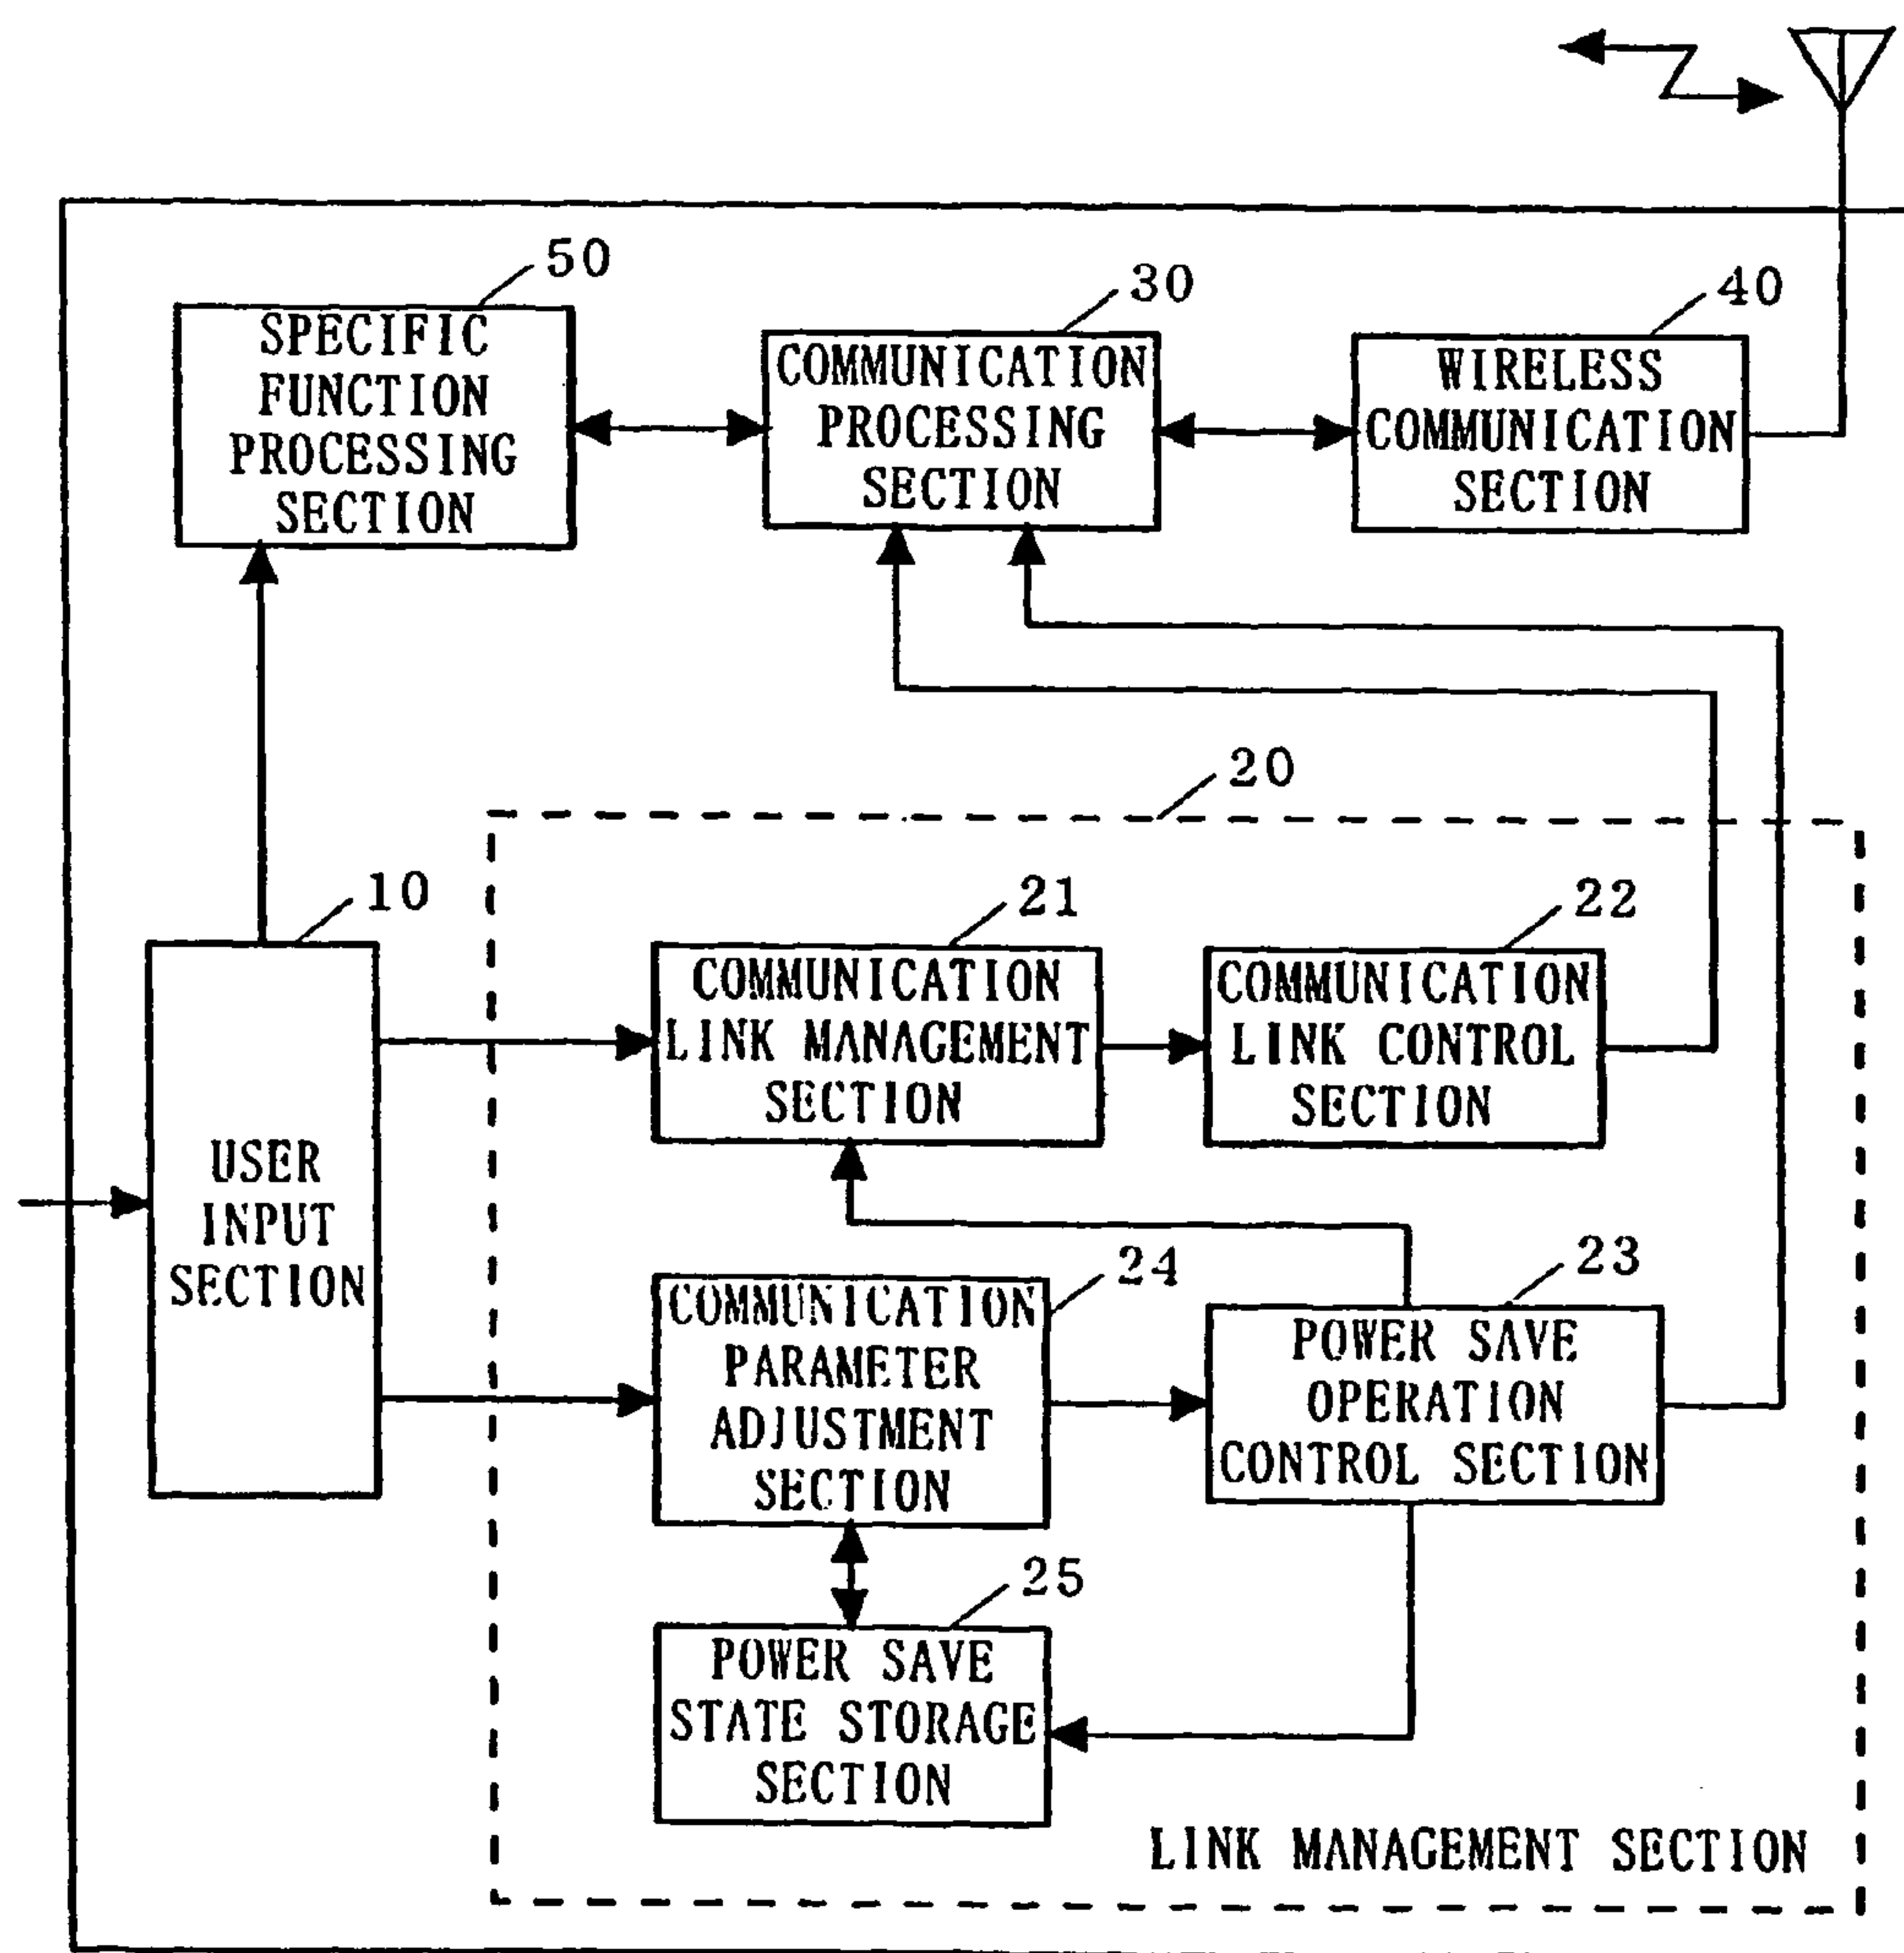 50
SPECIFIC
FUNCTION
PROCESSING
SECTION
30
COMMUNICATION
PROCESSING
SECTION
40
WIRELESS
COMMUNICATION
SECTION
20
10
USER
INPUT
SECTION
21
COMMUNICATION
LINK MANAGEMENT
SECTION
22
COMMUNICATION
LINK CONTROL
SECTION
24
COMMUNICATION
PARAMETER
ADJUSTMENT
SECTION
23
POWER SAVE
OPERATION
CONTROL SECTION
25
POWER SAVE
STATE STORAGE
SECTION
LINK MANAGEMENT SECTION